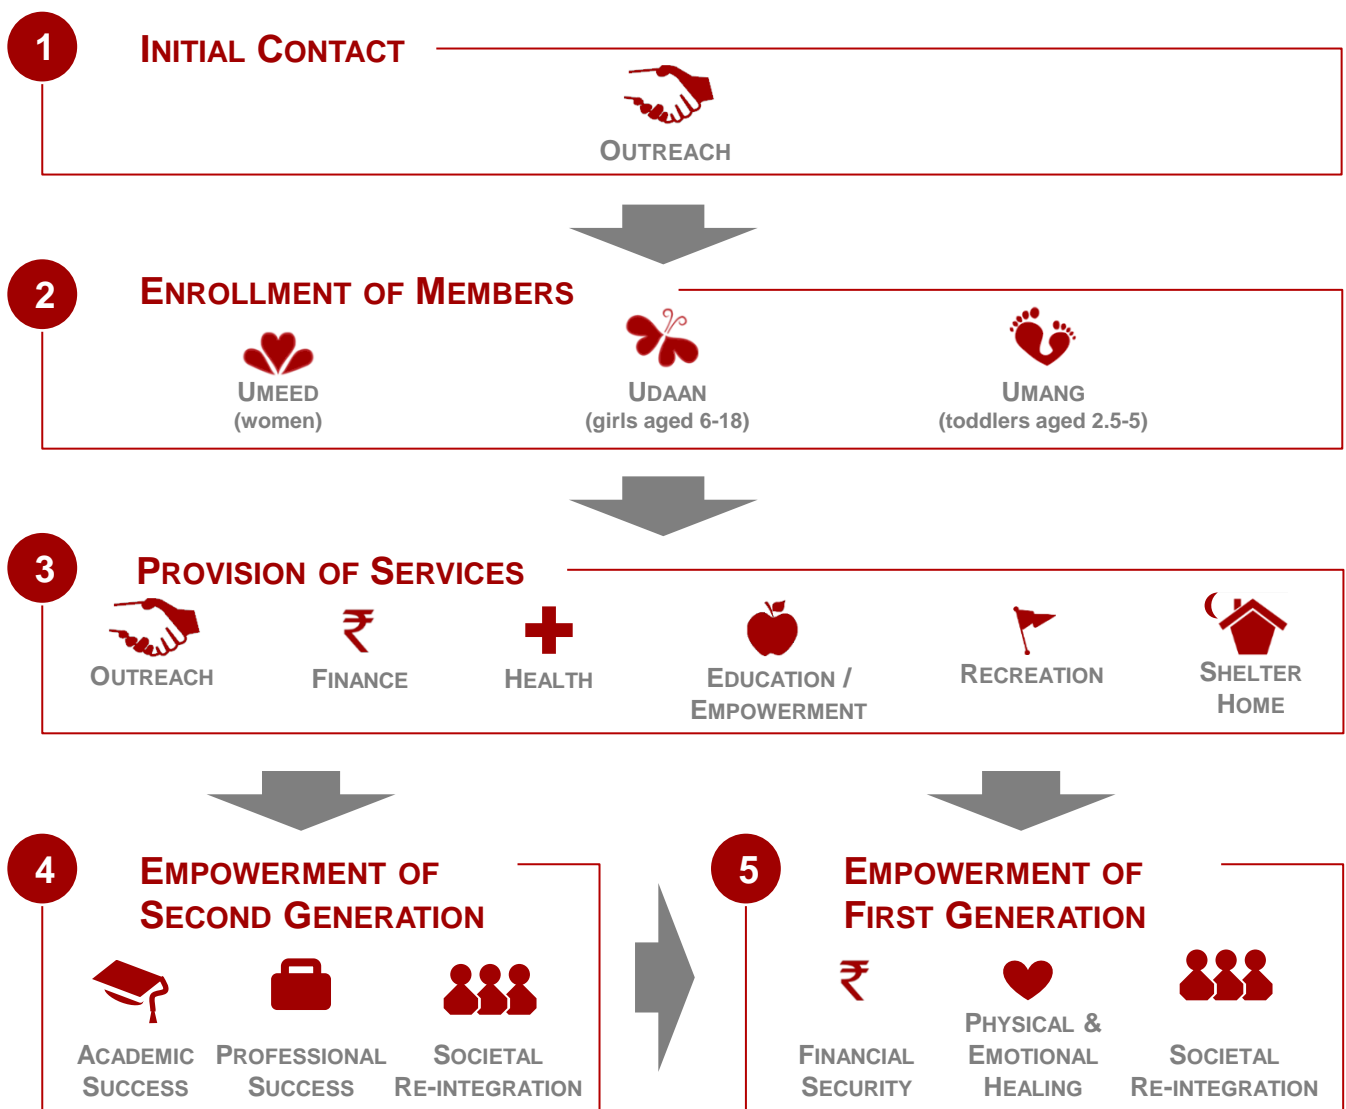 1
INITIAL CONTACT
OUTREACH
2
ENROLLMENT OF MEMBERS
UMEED
(women)
UDAAN
(girls aged 6-18)
UMANG
(toddlers aged 2.5-5)
3
PROVISION OF SERVICES
OUTREACH
₹
FINANCE
HEALTH
EDUCATION /
EMPOWERMENT
RECREATION
SHELTER
HOME
4
EMPOWERMENT OF
SECOND GENERATION
ACADEMIC
SUCCESS
PROFESSIONAL
SUCCESS
SOCIETAL
RE-INTEGRATION
5
EMPOWERMENT OF
FIRST GENERATION
₹
FINANCIAL
SECURITY
PHYSICAL &
EMOTIONAL
HEALING
SOCIETAL
RE-INTEGRATION